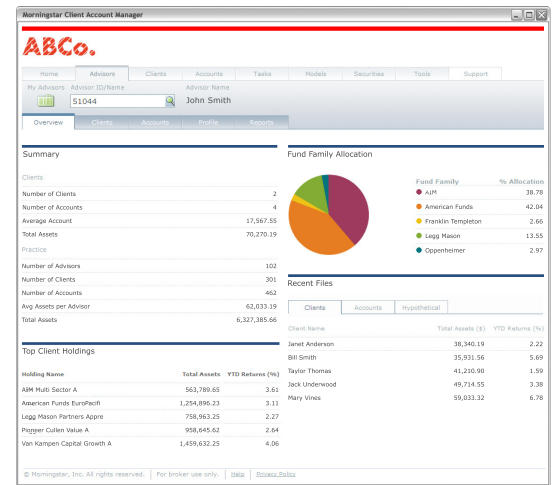 Morningstar Client Account Manager
ABCo.
Home Advisors Clients Accounts Tasks Models Securities Tools Support
My Advisors Advisor ID/Name Advisor Name
51044 John Smith
Overview Clients Accounts Profile Reports
Summary
Clients
Number of Clients 2
Number of Accounts 4
Average Account 17,567.55
Total Assets 70,270.19
Practice
Number of Advisors 102
Number of Clients 301
Number of Accounts 462
Avg Assets per Advisor 62,033.19
Total Assets 6,327,385.66
Top Client Holdings
Holding Name Total Assets YTD Returns (%)
AIM Multi Sector A 563,789.65 3.61
American Funds EuroPacifi 1,254,896.23 3.11
Legg Mason Partners Appre 758,963.25 2.27
Pioneer Cullen Value A 958,645.62 2.64
Van Kampen Capital Growth A 1,459,632.25 4.06
Fund Family Allocation
Fund Family % Allocation
AIM 38.78
American Funds 42.04
Franklin Templeton 2.66
Legg Mason 13.55
Oppenheimer 2.97
Recent Files
Clients Accounts Hypothetical
Client Name Total Assets ($) YTD Returns (%)
Janet Anderson 38,340.19 2.22
Bill Smith 35,931.56 5.69
Taylor Thomas 41,210.90 1.59
Jack Underwood 49,714.55 3.38
Mary Vines 59,033.32 6.78
© Morningstar, Inc. All rights reserved. For broker use only. Help Privacy Policy